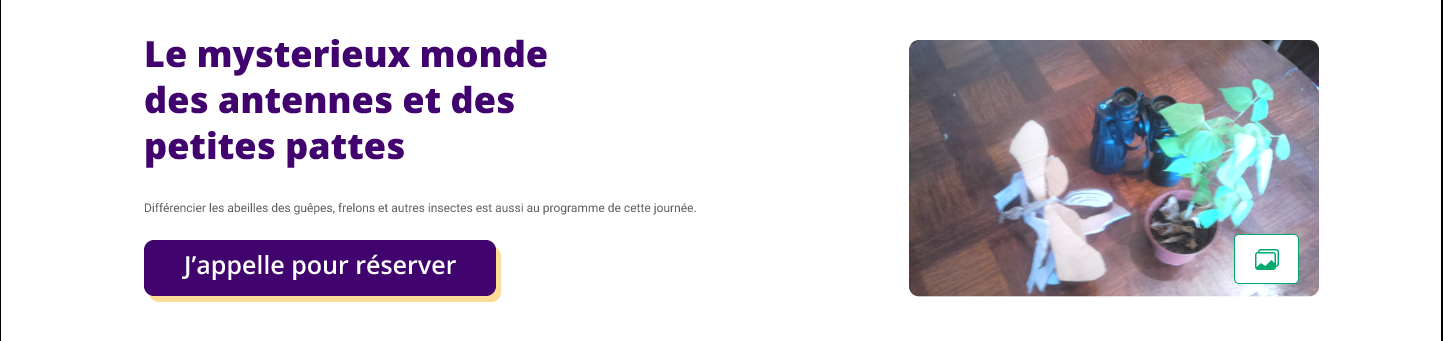 Le mysterieux monde
des antennes et des
petites pattes
Différencier les abeilles des guêpes, frelons et autres insectes est aussi au programme de cette journée.
J’appelle pour réserver